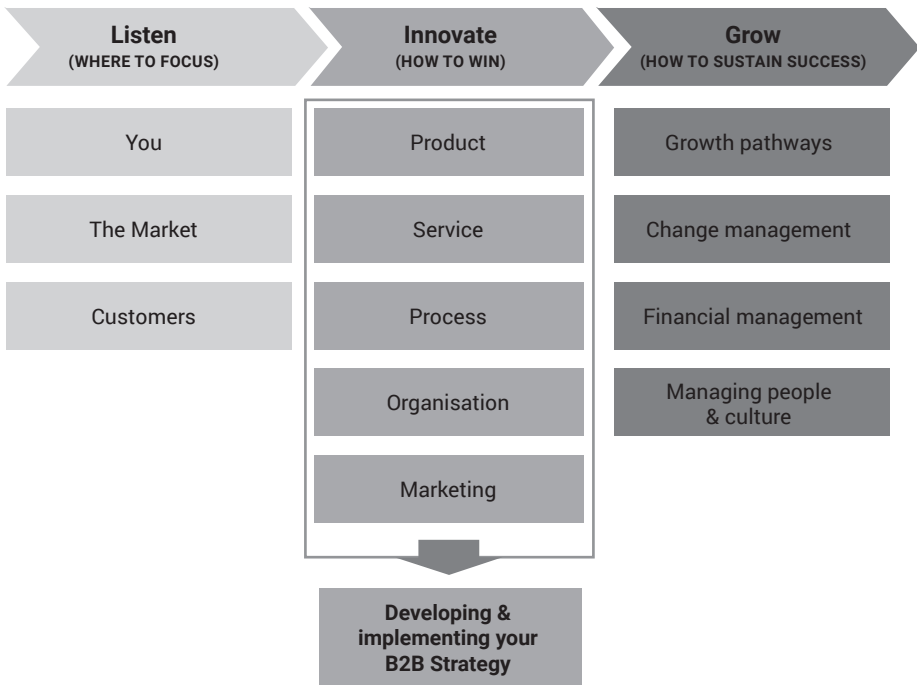 Listen
(WHERE TO FOCUS)
You
The Market
Customers
Innovate
(HOW TO WIN)
Product
Service
Process
Organisation
Marketing
Developing &
implementing your
B2B Strategy
Grow
(HOW TO SUSTAIN SUCCESS)
Growth pathways
Change management
Financial management
Managing people
& culture